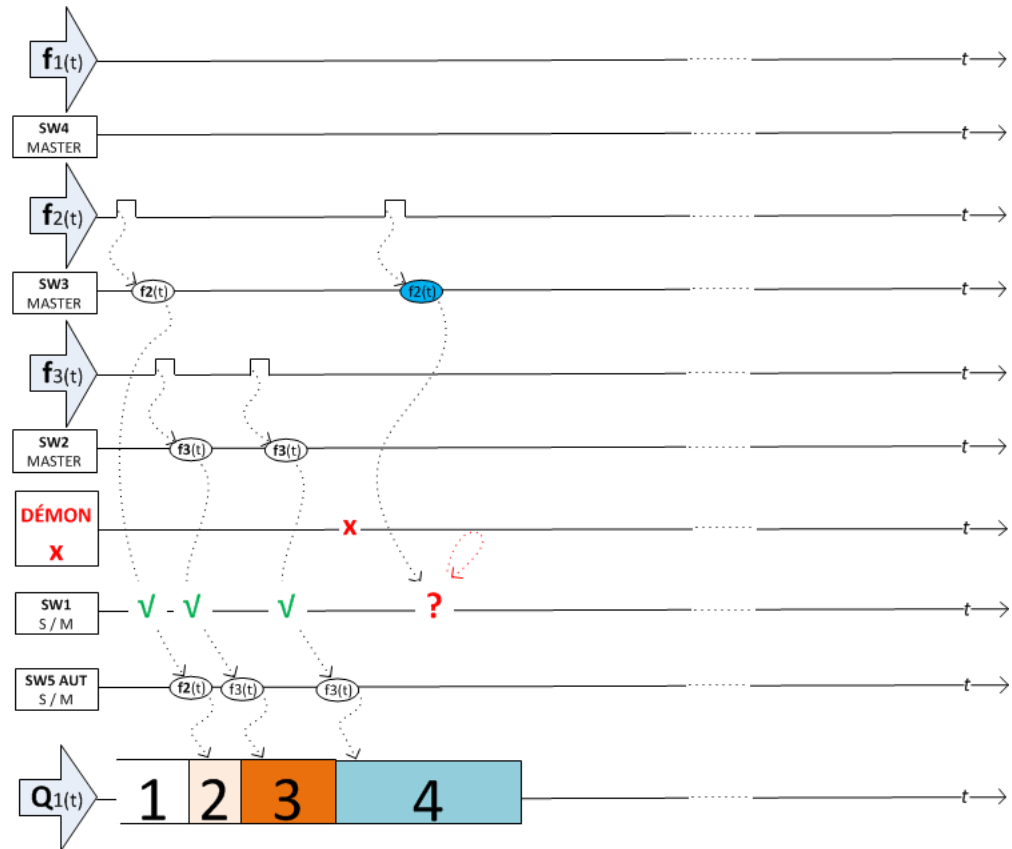 f1(t)
t
SW4
MASTER
t
f2(t)
t
SW3
MASTER
f2(t)
f2(t)
t
f3(t)
t
SW2
MASTER
f3(t)
f3(t)
t
DÉMON
X
x
t
SW1
S / M
√
√
√
?
t
SW5 AUT
S / M
f2(t)
f3(t)
f3(t)
t
Q1(t)
1
2
3
4
t